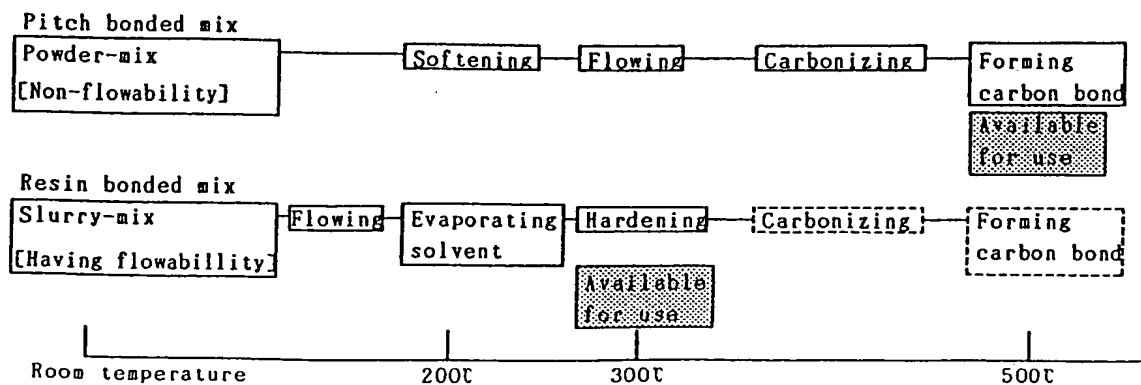 Pitch bonded mix
Powder-mix
[Non-flowability]
Softening
Flowing
Carbonizing
Forming
carbon bond
Available
for use
Resin bonded mix
Slurry-mix
[Having flowabillity]
Flowing
Evaporating
solvent
Hardening
Carbonizing
Forming
carbon bond
Available
for use
Room temperature
200℃
300℃
500℃